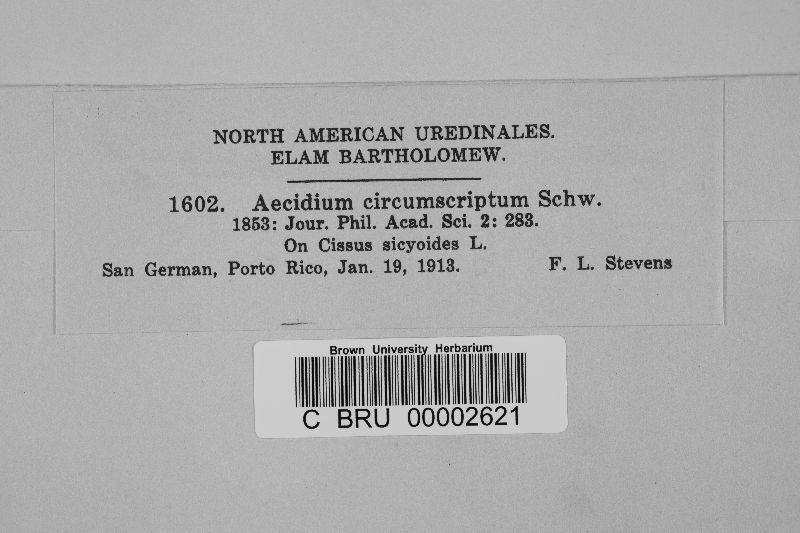 NORTH AMERICAN UREDINALES.
ELAM BARTHOLOMEW.
1602. Aecidium circumscriptum Schw.
1853: Jour. Phil. Acad. Sci. 2: 283.
On Cissus sicyoides L.
San German, Porto Rico, Jan. 19, 1913. F. L. Stevens
Brown University Herbarium
C BRU 00002621